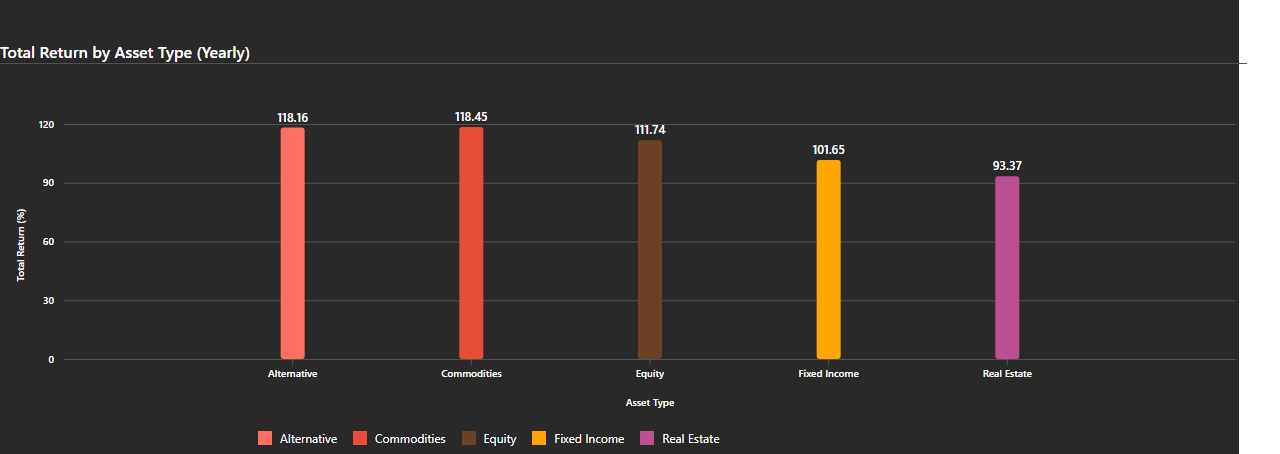 Total Return by Asset Type (Yearly)
118.16
118.45
111.74
101.65
93.37
120
90
60
30
0
Total Return (%)
Alternative
Commodities
Equity
Fixed Income
Real Estate
Asset Type
Alternative
Commodities
Equity
Fixed Income
Real Estate